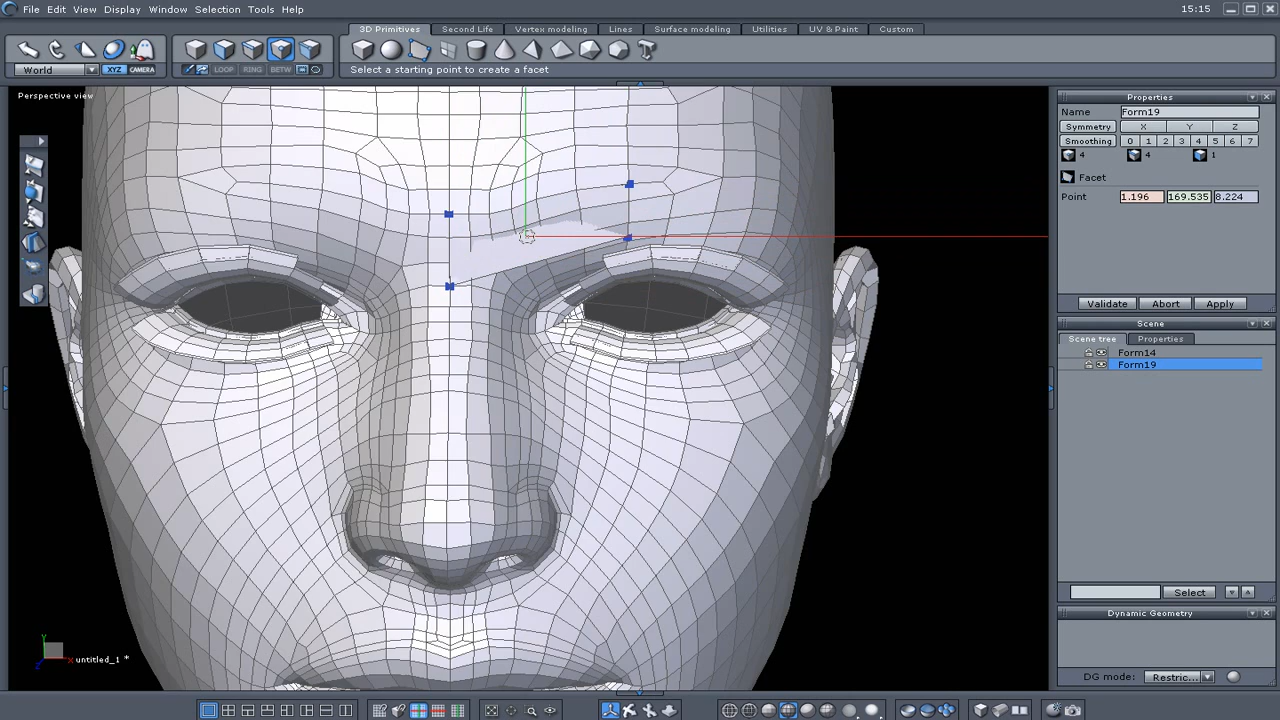 File Edit View Display Window Selection Tools Help 15:15
3D Primitives Second Life Vertex modeling Lines Surface modeling Utilities UV & Paint Custom
World XYZ CAMERA LOOP RING BETW Select a starting point to create a facet
Perspective view
Properties
Name Form19
Symmetry X Y Z
Smoothing 0 1 2 3 4 5 6 7
4 4 1
Facet
Point 1.196 169.535 8.224
Validate Abort Apply
Scene
Scene tree Properties
Form14
Form19
Select
Dynamic Geometry
DG mode: Restric...
Y
Z X untitled_1 *